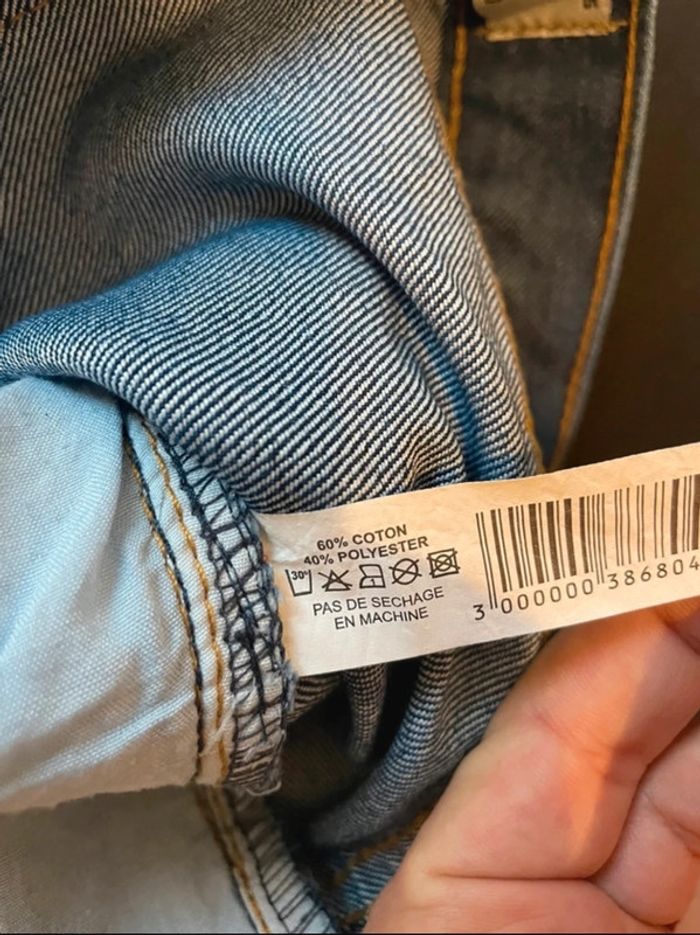 60% COTON
40% POLYESTER
30°
PAS DE SECHAGE
EN MACHINE
3 000000 386804